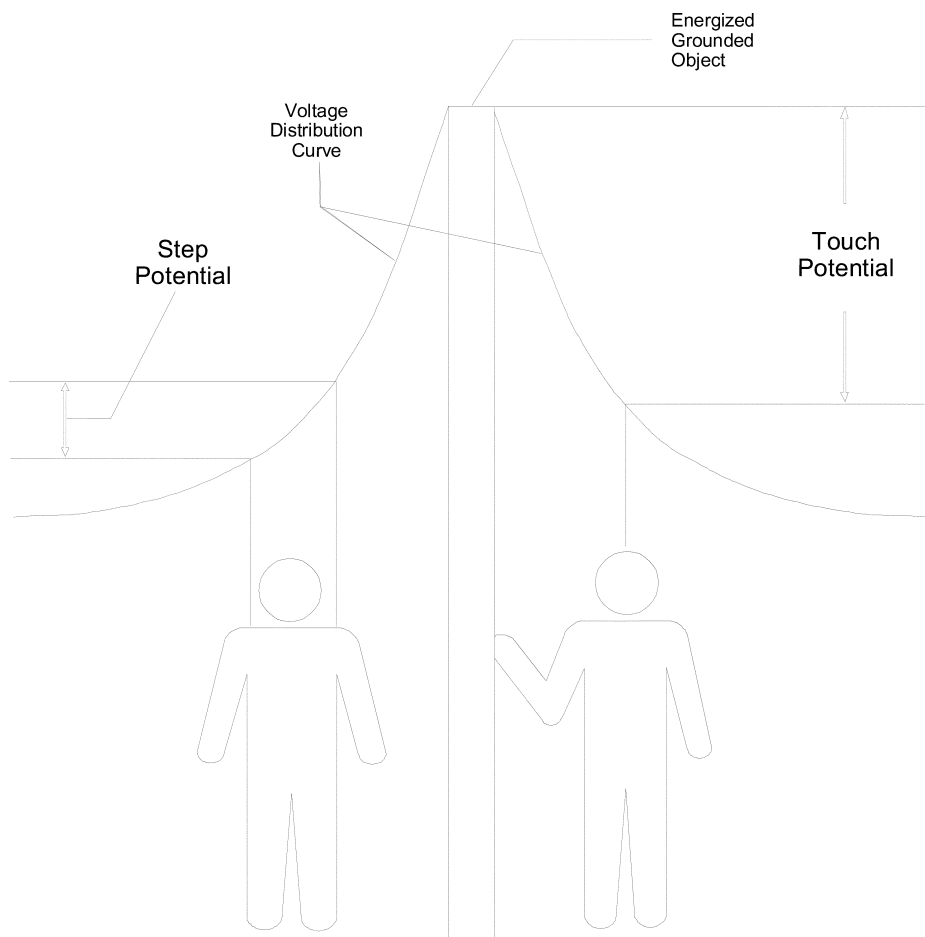 Energized
Grounded
Object
Voltage
Distribution
Curve
Step
Potential
Touch
Potential